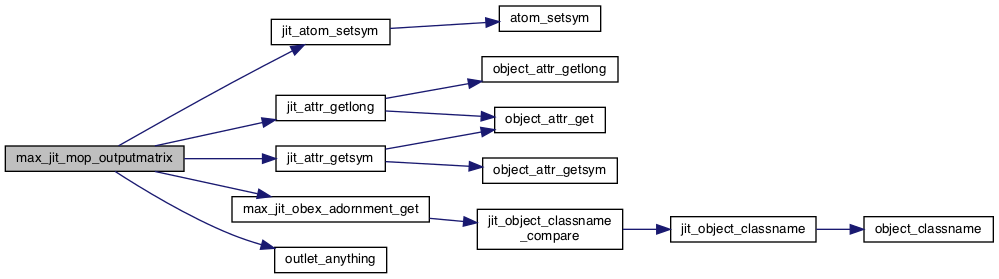 max_jit_mop_outputmatrix
jit_atom_setsym
atom_setsym
jit_attr_getlong
object_attr_getlong
object_attr_get
jit_attr_getsym
object_attr_getsym
max_jit_obex_adornment_get
jit_object_classname
_compare
jit_object_classname
object_classname
outlet_anything